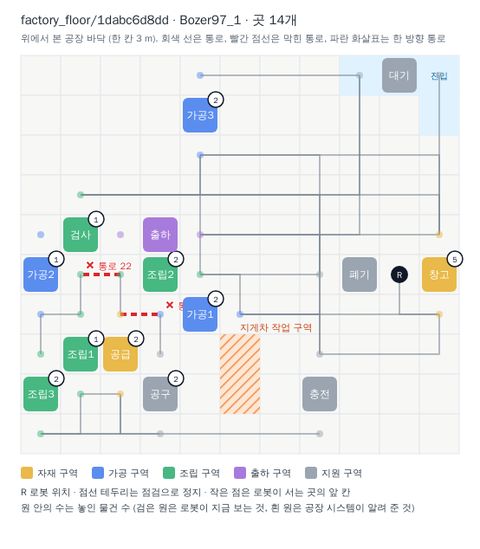 factory_floor/1dabc6d8dd · Bozer97_1 · 곳 14개
위에서 본 공장 바닥 (한 칸 3 m). 회색 선은 통로, 빨간 점선은 막힌 통로, 파란 화살표는 한 방향 통로
대기
2
가공3
1
검사
출하
✕ 통로 22
1
가공2
2
조립2
폐기
R
5
창고
✕
2
가공1
지게차 작업 구역
1
조립1
2
공급
2
조립3
2
공구
충전
자재 구역 가공 구역 조립 구역 출하 구역 지원 구역
R 로봇 위치 · 점선 테두리는 점검으로 정지 · 작은 점은 로봇이 서는 곳의 앞 칸
원 안의 수는 놓인 물건 수 (검은 원은 로봇이 지금 보는 것, 흰 원은 공장 시스템이 알려 준 것)